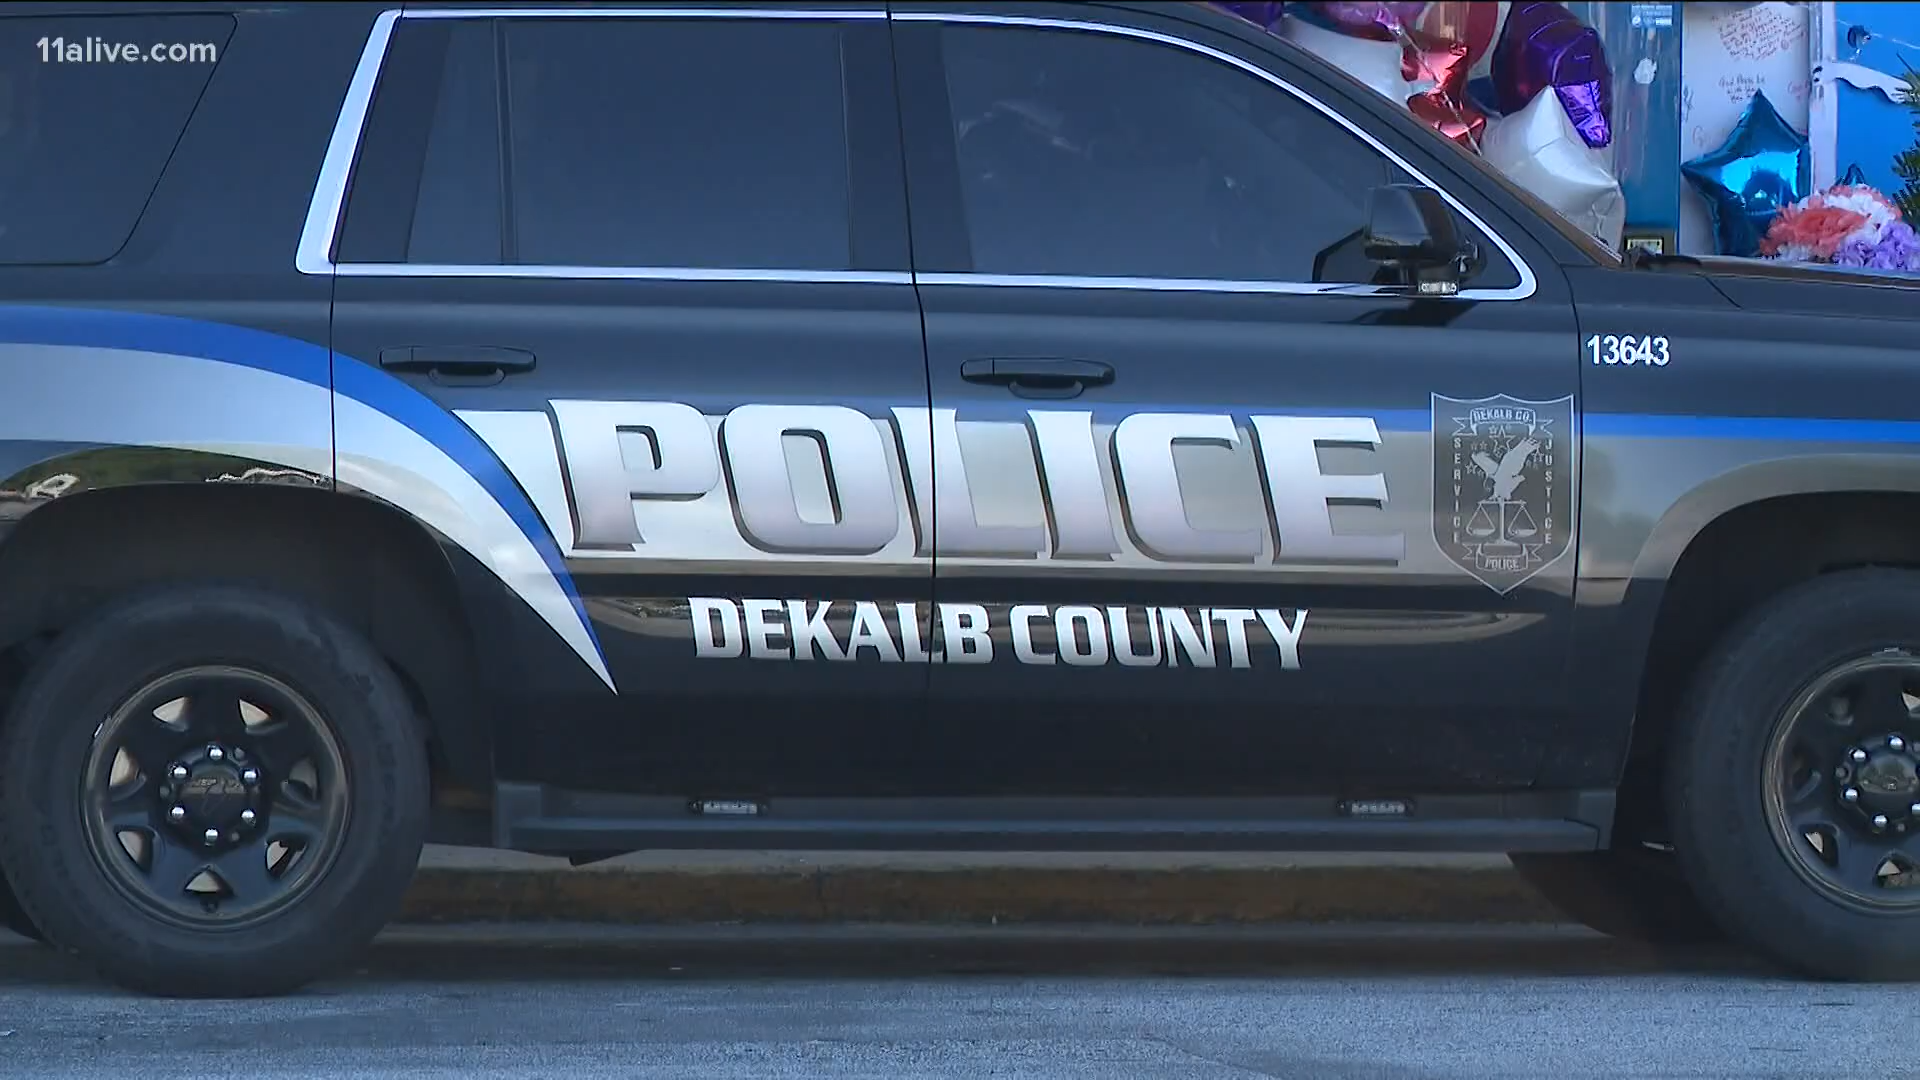 11alive.com
13643
POLICE
DEKALB CO.
SERVICE
JUSTICE
POLICE
DEKALB COUNTY